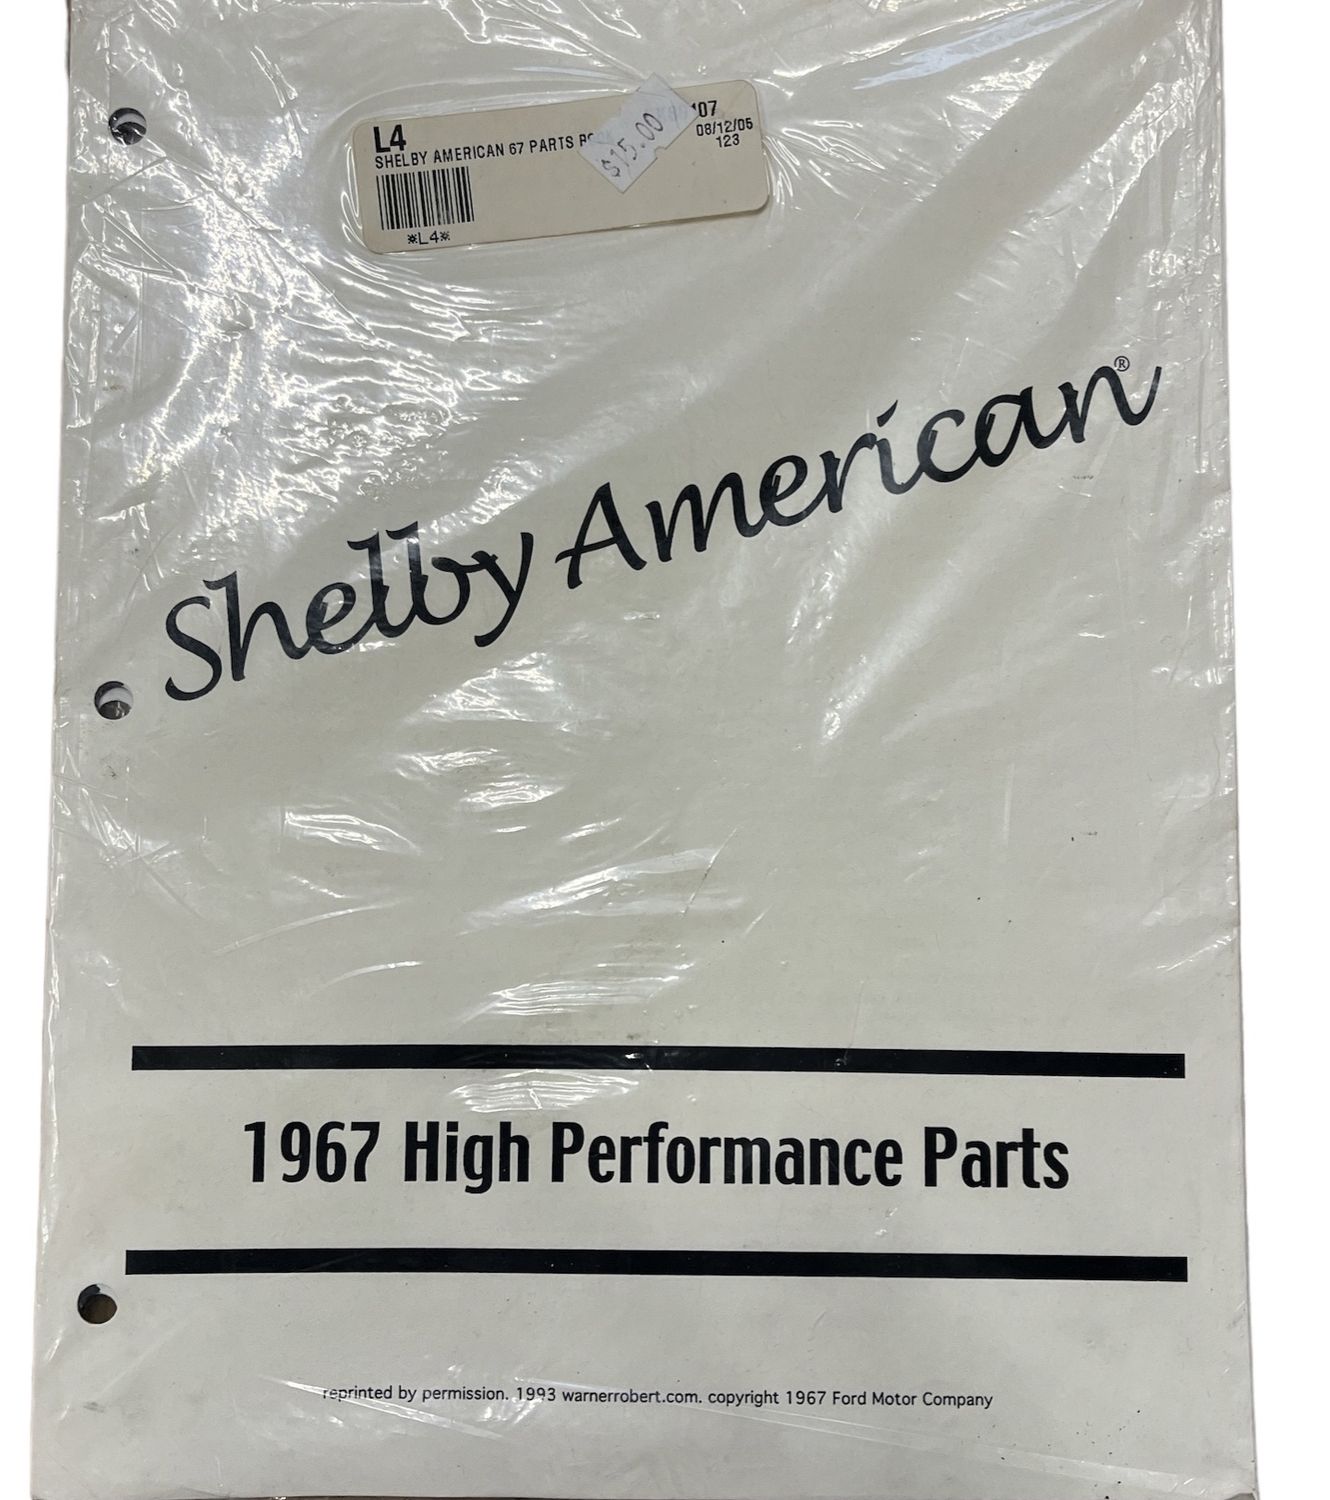 L4
107
SHELBY AMERICAN 67 PARTS
08/12/05
123
$15.00
*L4*
Shelby American®
1967 High Performance Parts
reprinted by permission. 1993 warnerrobert.com. copyright 1967 Ford Motor Company